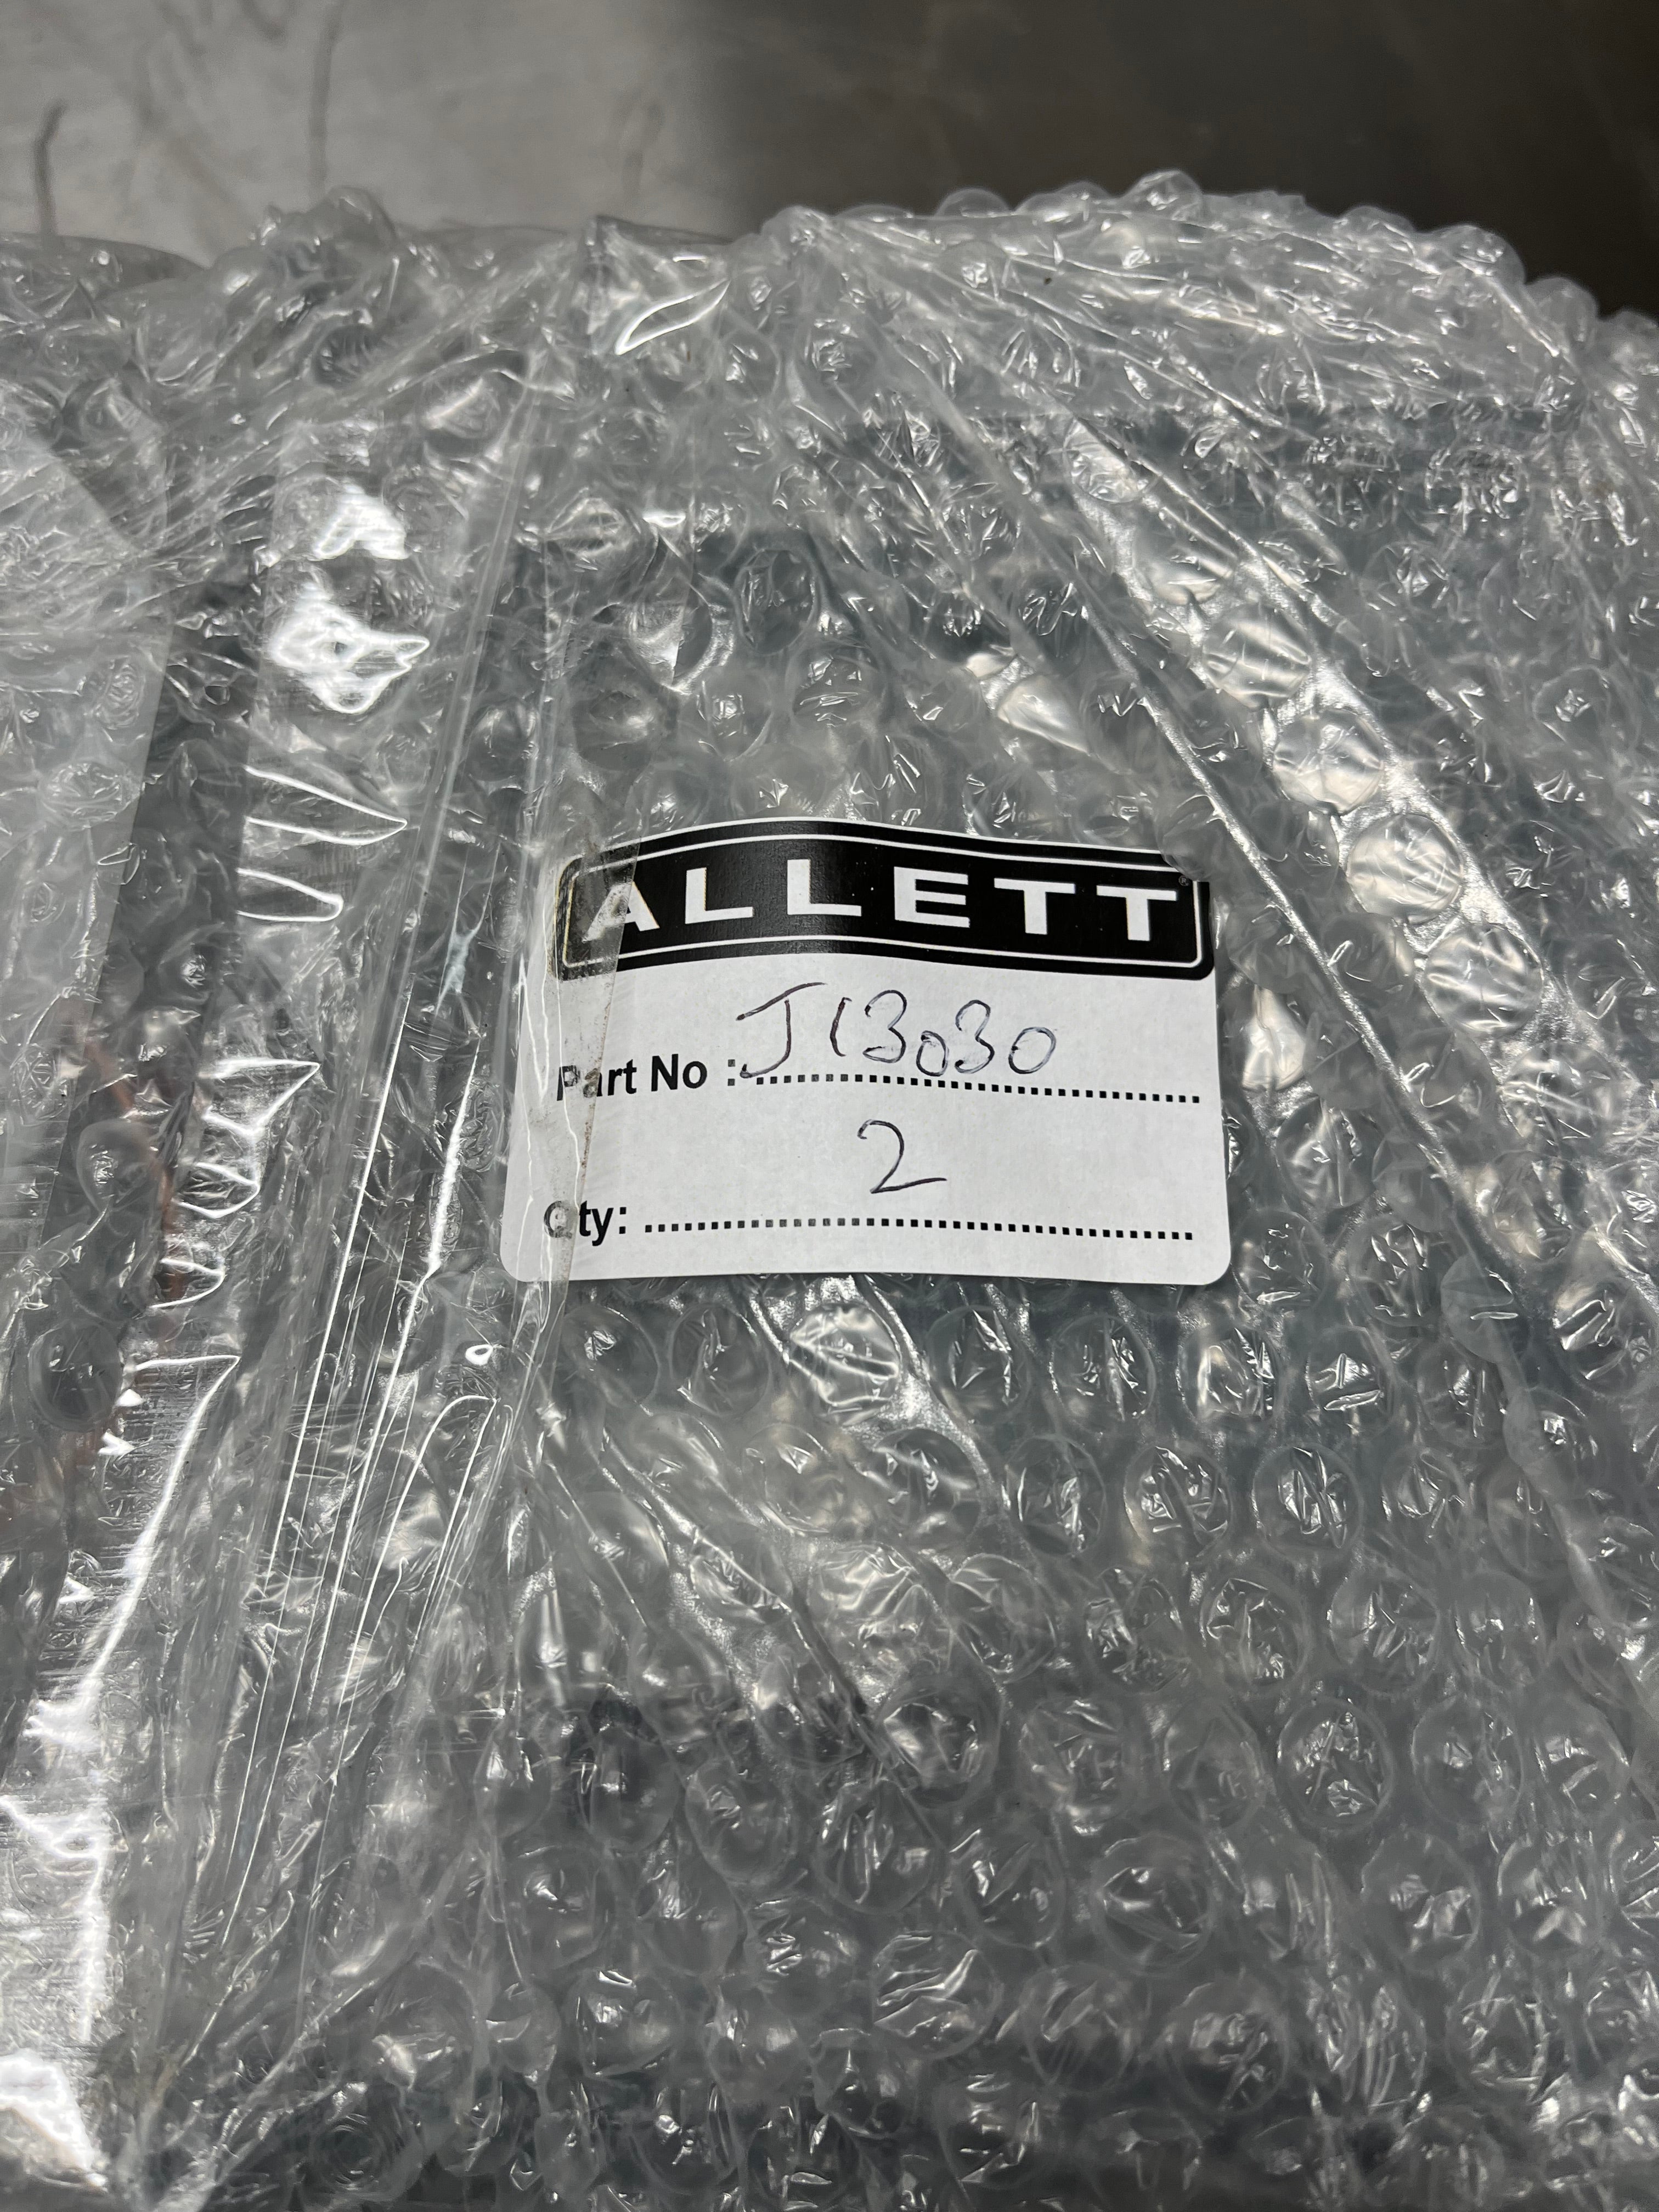 ALLETT
Part No : J13030
2
Qty: